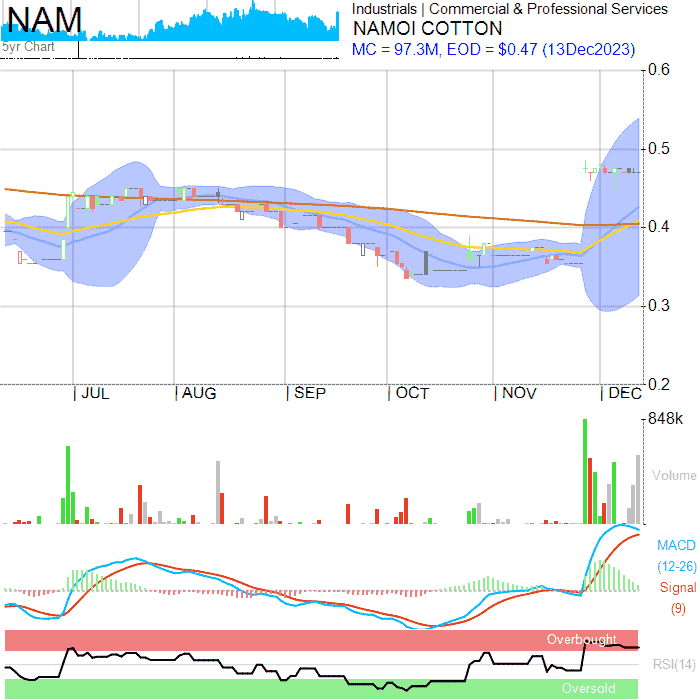 NAM
5yr Chart
Industrials | Commercial & Professional Services
NAMOI COTTON
MC = 97.3M, EOD = $0.47 (13Dec2023)
0.6
0.5
0.4
0.3
0.2
JUL
AUG
SEP
OCT
NOV
DEC
848k
Volume
MACD
(12-26)
Signal
(9)
Overbought
RSI(14)
Oversold